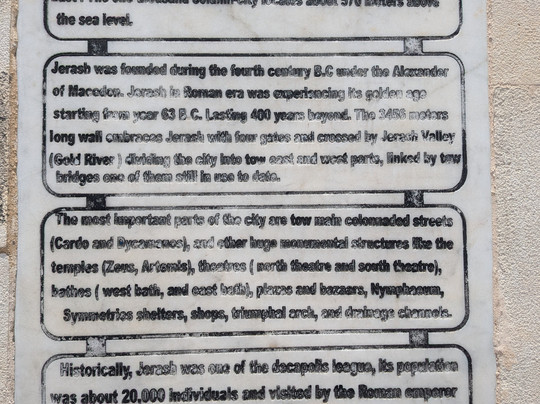 the sea level.
Jerash was founded during the fourth century B.C under the Alexander
of Macedon. Jerash in Roman era was experiencing its golden age
starting from year 63 B.C. Lasting 400 years beyond. The 3456 meters
long wall embraces Jerash with four gates and crossed by Jerash Valley
(Gold River ) dividing the city into tow east and west parts, linked by tow
bridges one of them still in use to date.
The most important parts of the city are tow main colonnaded streets
(Cardo and Dycomanos), and other huge monumental structures like the
temples (Zeus, Artemis), theatres ( north theatre and south theatre),
bathes ( west bath, and east bath), plazas and bazaars, Nymphaeum,
Symmetries shelters, shops, triumphal arch, and drainage channels.
Historically, Jerash was one of the decapolis league, its population
was about 20,000 individuals and visited by the Roman emperor